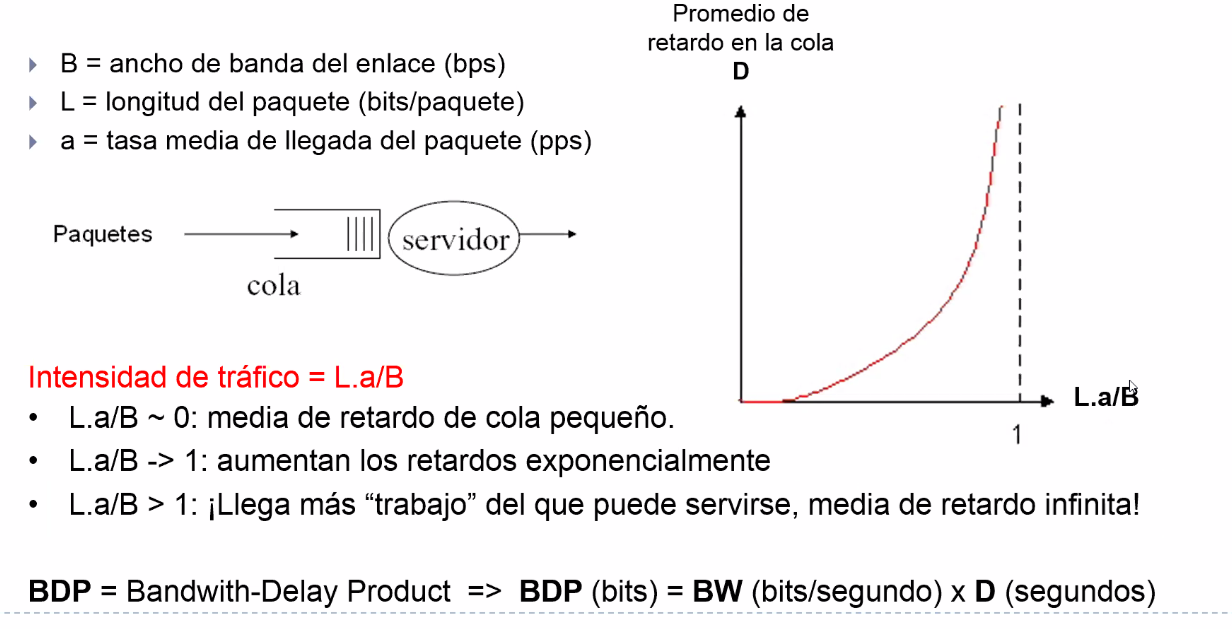 Promedio de
retardo en la cola
D
B = ancho de banda del enlace (bps)
L = longitud del paquete (bits/paquete)
a = tasa media de llegada del paquete (pps)
Paquetes
servidor
cola
L.a/B
1
Intensidad de tráfico = L.a/B
• L.a/B ~ 0: media de retardo de cola pequeño.
• L.a/B -> 1: aumentan los retardos exponencialmente
• L.a/B > 1: ¡Llega más “trabajo” del que puede servirse, media de retardo infinita!
BDP = Bandwith-Delay Product => BDP (bits) = BW (bits/segundo) x D (segundos)